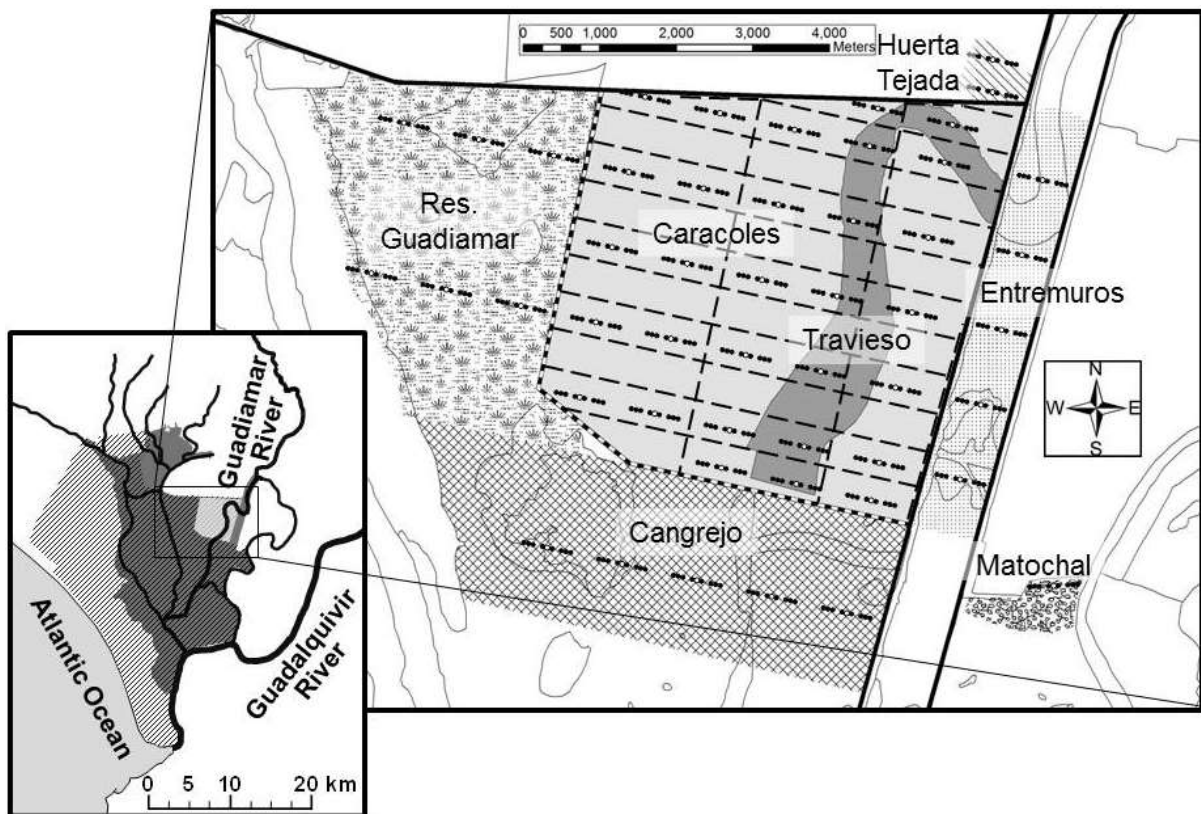 0 500 1,000 2,000 3,000 4,000
Meters
Huerta
Tejada
Res.
Guadiamar
Caracoles
Entremuros
Travieso
N
W E
S
Cangrejo
Matochal
Guadiamar
River
Guadalquivir
River
Atlantic Ocean
0 5 10 20 km